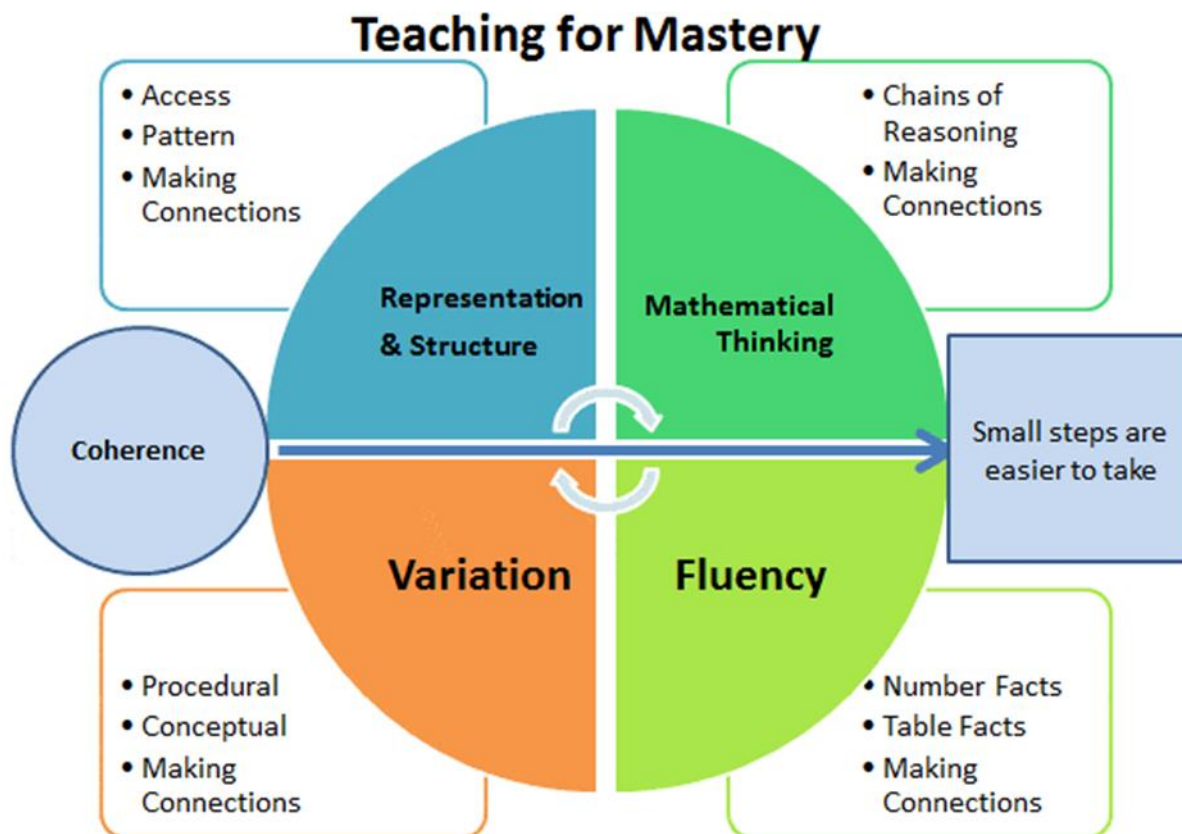 Teaching for Mastery
• Access
• Pattern
• Making
Connections
• Chains of
Reasoning
• Making
Connections
Representation
& Structure
Mathematical
Thinking
Coherence
Small steps are
easier to take
Variation
Fluency
• Procedural
• Conceptual
• Making
Connections
• Number Facts
• Table Facts
• Making
Connections